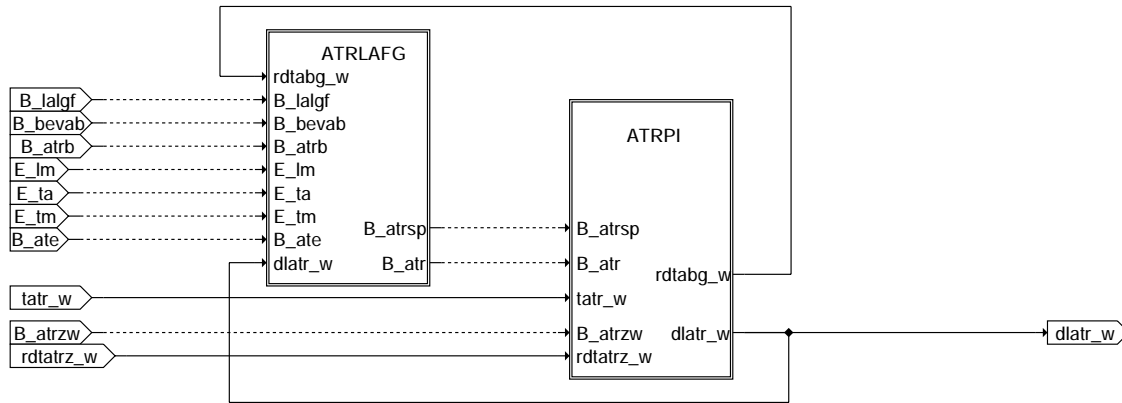 ATRLAFG
rdtabg_w
B_lalgf
B_lalgf
B_bevab
B_bevab
B_atrb
B_atrb
E_lm
E_lm
E_ta
E_ta
E_tm
E_tm
B_ate
B_ate
dlatr_w
B_atrsp
B_atr
ATRPI
B_atrsp
B_atr
tatr_w
tatr_w
B_atrzw
B_atrzw
rdtatrz_w
rdtatrz_w
rdtabg_w
dlatr_w
dlatr_w